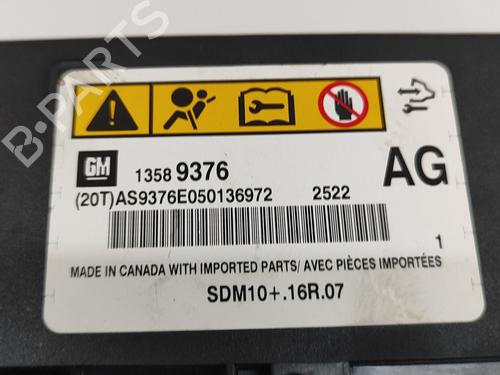 B-PARTS
GM
1358 9376
AG
(20T)AS9376E050136972 2522
1
MADE IN CANADA WITH IMPORTED PARTS/ AVEC PIÈCES IMPORTÉES
SDM10+.16R.07